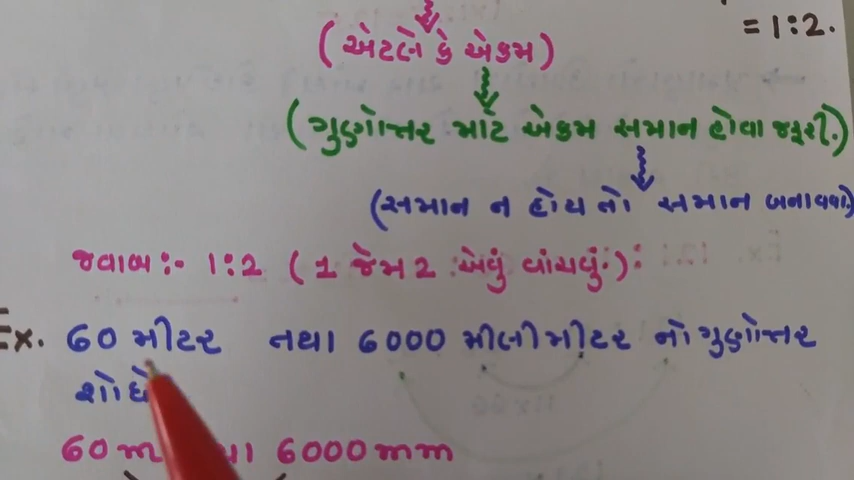 = 1:2.
(એટલે કે એકમ)
(ગુણોત્તર માટે એકમ સમાન હોવા જરૂરી.)
(સમાન ન હોય તો સમાન બનાવવો)
જવાબ:- 1:2 (1 જેમ 2 એવું વાંચવું.)
Ex. 60 મીટર તથા 6000 મીલીમીટર નો ગુણોત્તર
60 m 6000 mm